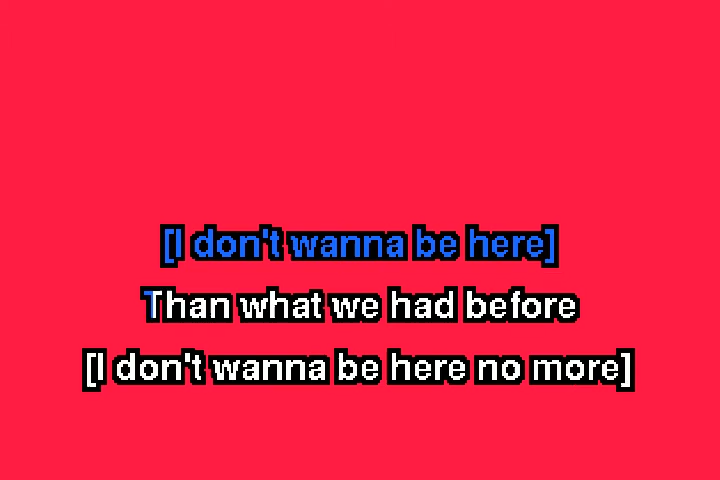 [I don't wanna be here]
Than what we had before
[I don't wanna be here no more]